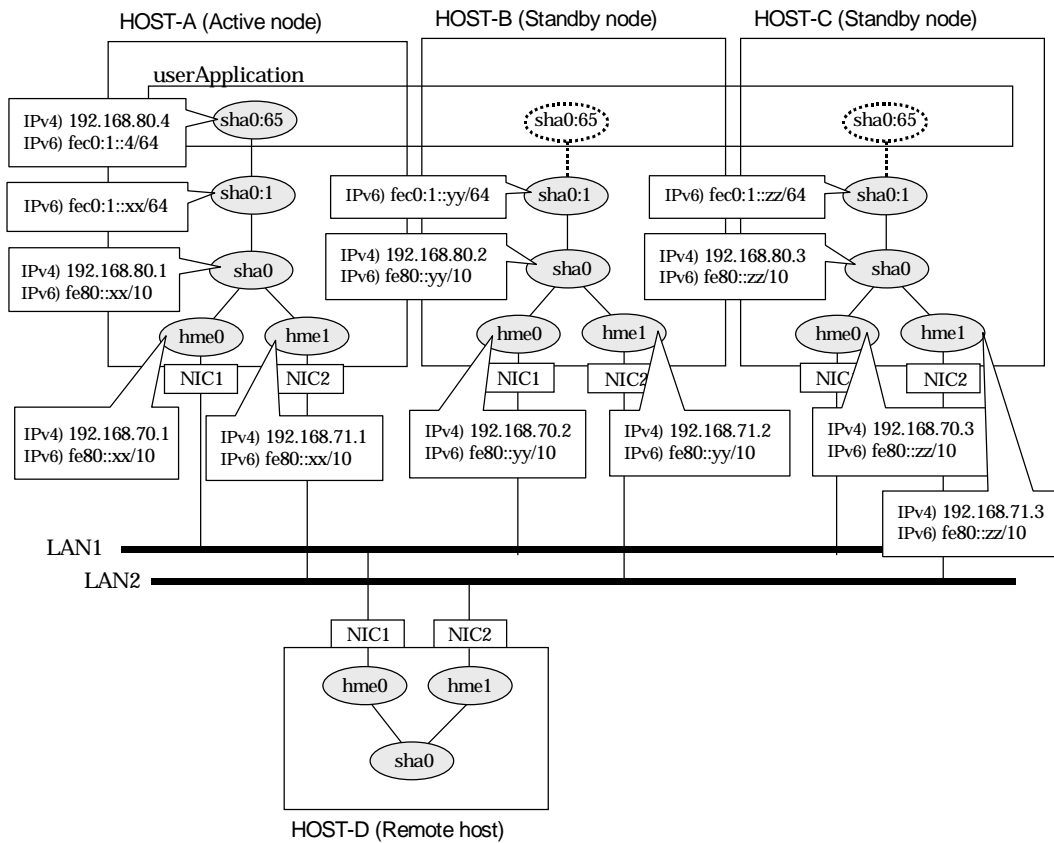 HOST-A (Active node)
HOST-B (Standby node)
HOST-C (Standby node)
userApplication
IPv4) 192.168.80.4
IPv6) fec0:1::4/64
sha0:65
sha0:65
sha0:65
IPv6) fec0:1::xx/64
sha0:1
IPv6) fec0:1::yy/64
sha0:1
IPv6) fec0:1::zz/64
sha0:1
IPv4) 192.168.80.1
IPv6) fe80::xx/10
sha0
IPv4) 192.168.80.2
IPv6) fe80::yy/10
sha0
IPv4) 192.168.80.3
IPv6) fe80::zz/10
sha0
hme0
hme1
hme0
hme1
hme0
hme1
NIC1
NIC2
NIC1
NIC2
NIC
NIC2
IPv4) 192.168.70.1
IPv6) fe80::xx/10
IPv4) 192.168.71.1
IPv6) fe80::xx/10
IPv4) 192.168.70.2
IPv6) fe80::yy/10
IPv4) 192.168.71.2
IPv6) fe80::yy/10
IPv4) 192.168.70.3
IPv6) fe80::zz/10
IPv4) 192.168.71.3
IPv6) fe80::zz/10
LAN1
LAN2
NIC1
NIC2
hme0
hme1
sha0
HOST-D (Remote host)